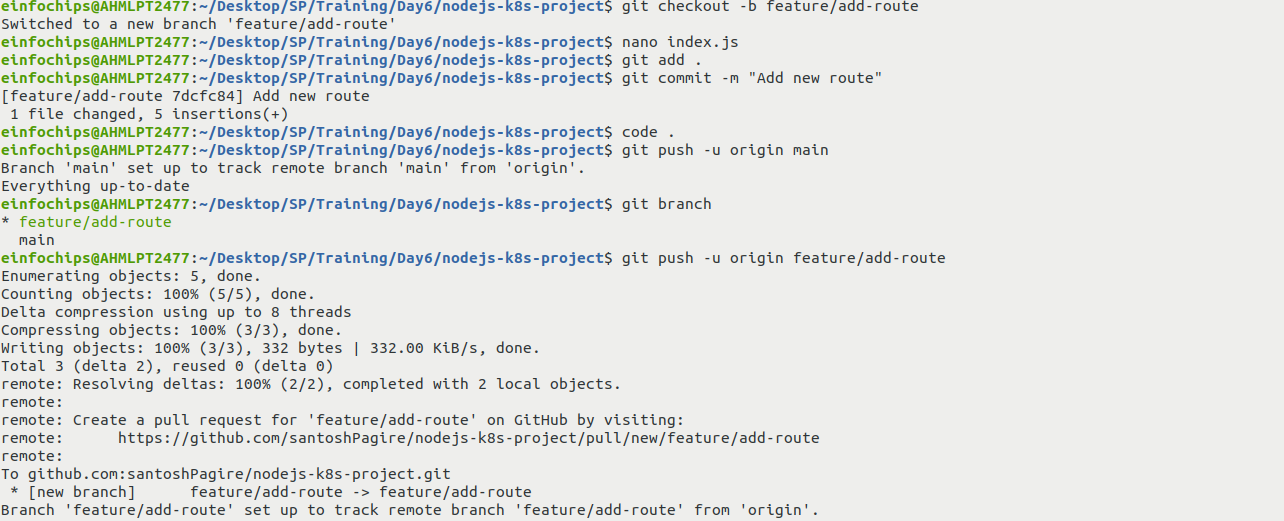 einfochips@AHMLPT2477:~/Desktop/SP/Training/Day6/nodejs-k8s-project$ git checkout -b feature/add-route
Switched to a new branch 'feature/add-route'
einfochips@AHMLPT2477:~/Desktop/SP/Training/Day6/nodejs-k8s-project$ nano index.js
einfochips@AHMLPT2477:~/Desktop/SP/Training/Day6/nodejs-k8s-project$ git add .
einfochips@AHMLPT2477:~/Desktop/SP/Training/Day6/nodejs-k8s-project$ git commit -m "Add new route"
[feature/add-route 7dcfc84] Add new route
 1 file changed, 5 insertions(+)
einfochips@AHMLPT2477:~/Desktop/SP/Training/Day6/nodejs-k8s-project$ code .
einfochips@AHMLPT2477:~/Desktop/SP/Training/Day6/nodejs-k8s-project$ git push -u origin main
Branch 'main' set up to track remote branch 'main' from 'origin'.
Everything up-to-date
einfochips@AHMLPT2477:~/Desktop/SP/Training/Day6/nodejs-k8s-project$ git branch
* feature/add-route
  main
einfochips@AHMLPT2477:~/Desktop/SP/Training/Day6/nodejs-k8s-project$ git push -u origin feature/add-route
Enumerating objects: 5, done.
Counting objects: 100% (5/5), done.
Delta compression using up to 8 threads
Compressing objects: 100% (3/3), done.
Writing objects: 100% (3/3), 332 bytes | 332.00 KiB/s, done.
Total 3 (delta 2), reused 0 (delta 0)
remote: Resolving deltas: 100% (2/2), completed with 2 local objects.
remote:
remote: Create a pull request for 'feature/add-route' on GitHub by visiting:
remote:      https://github.com/santoshPagire/nodejs-k8s-project/pull/new/feature/add-route
remote:
To github.com:santoshPagire/nodejs-k8s-project.git
 * [new branch]      feature/add-route -> feature/add-route
Branch 'feature/add-route' set up to track remote branch 'feature/add-route' from 'origin'.